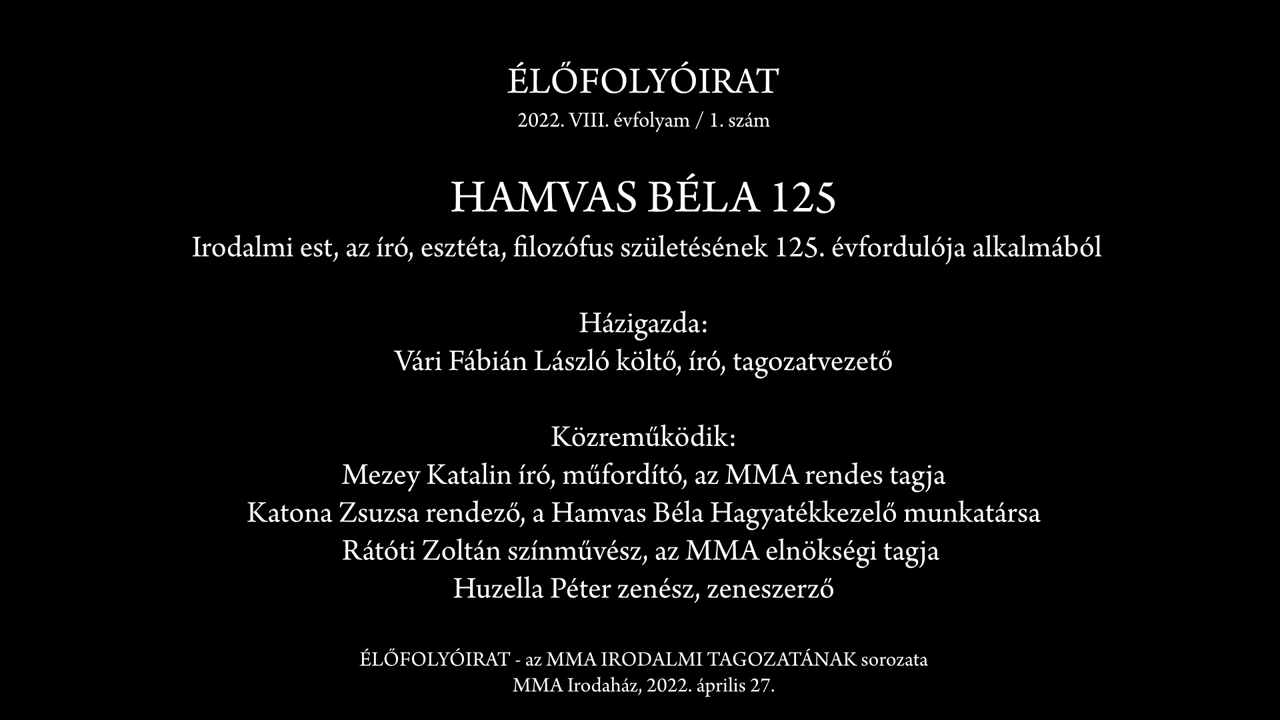 ÉLŐFOLYÓIRAT
2022. VIII. évfolyam / 1. szám
HAMVAS BÉLA 125
Irodalmi est, az író, esztéta, filozófus születésének 125. évfordulója alkalmából
Házigazda:
Vári Fábián László költő, író, tagozatvezető
Közreműködik:
Mezey Katalin író, műfordító, az MMA rendes tagja
Katona Zsuzsa rendező, a Hamvas Béla Hagyatékkezelő munkatársa
Rátóti Zoltán színművész, az MMA elnökségi tagja
Huzella Péter zenész, zeneszerző
ÉLŐFOLYÓIRAT - az MMA IRODALMI TAGOZATÁNAK sorozata
MMA Irodaház, 2022. április 27.